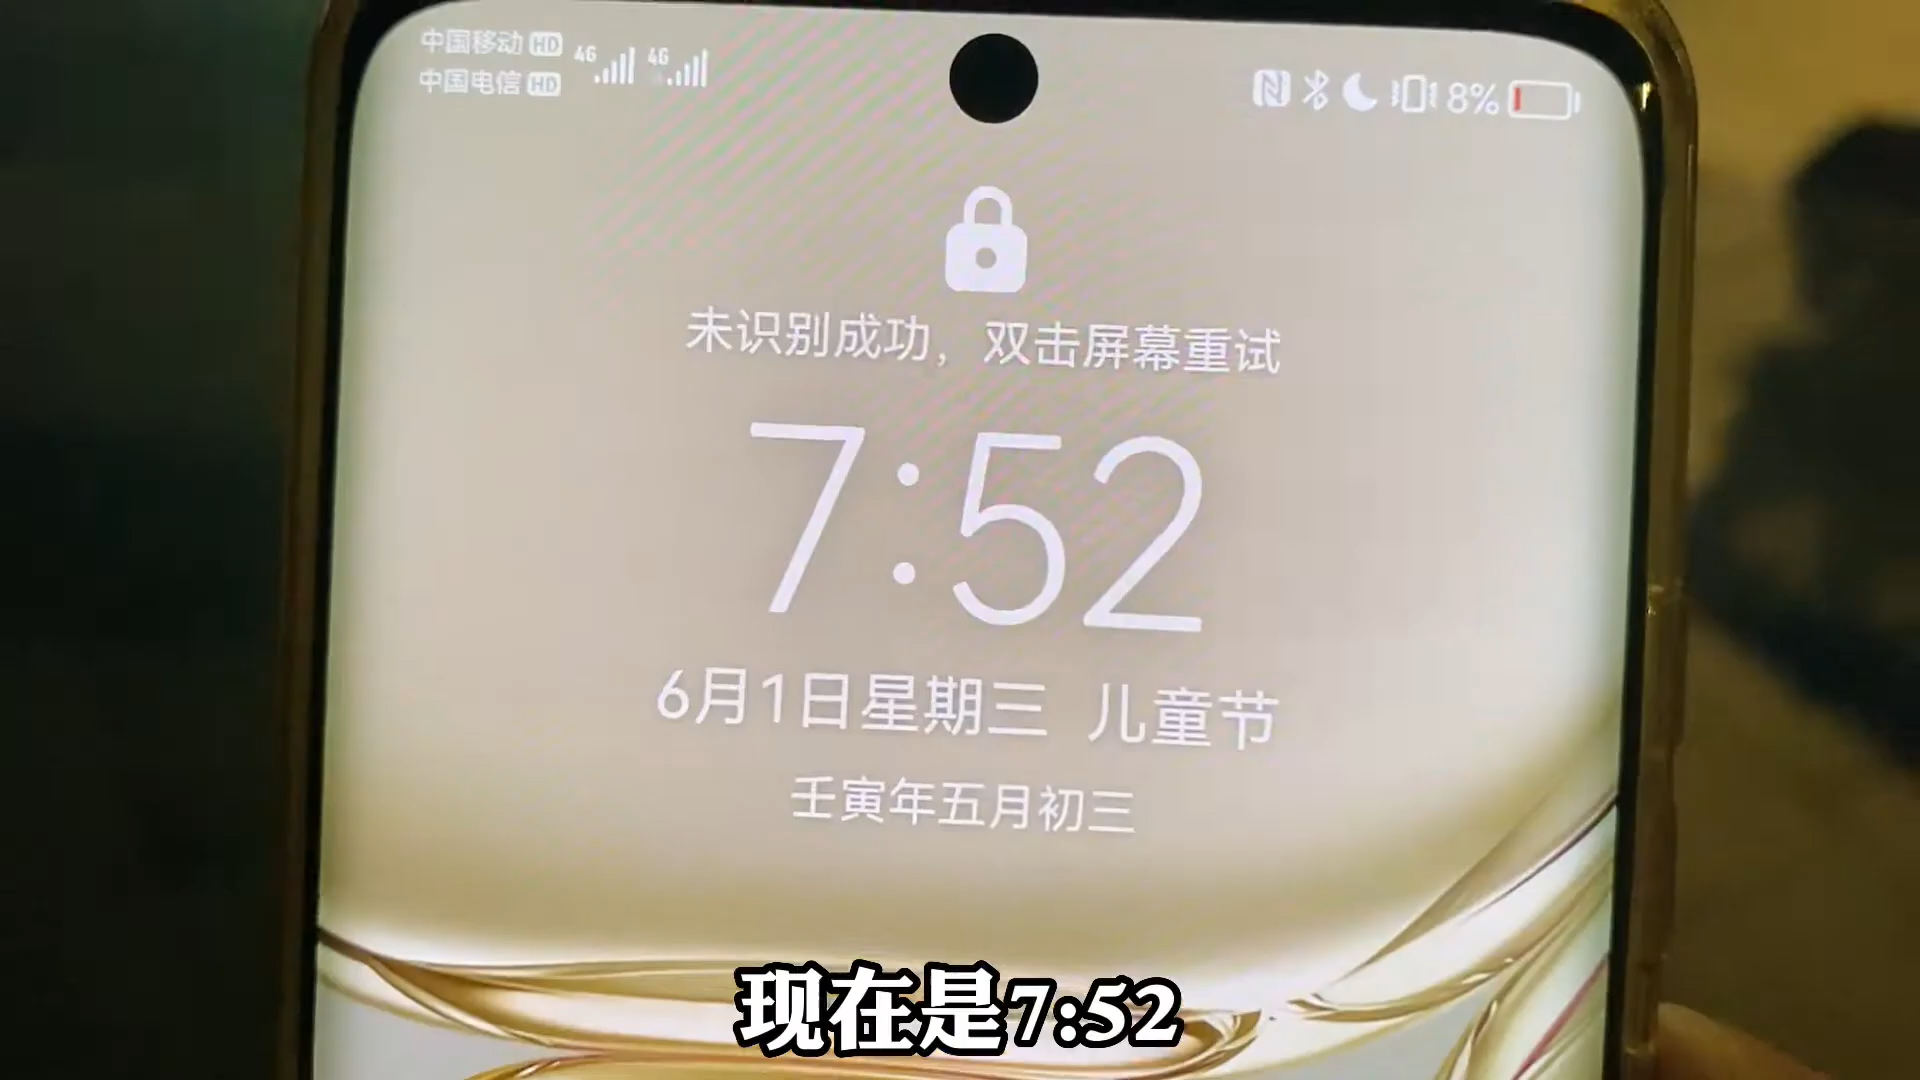 中国移动 HD 4G 4G
中国电信 HD
8%
未识别成功，双击屏幕重试
7:52
6月1日星期三 儿童节
壬寅年五月初三
现在是7:52